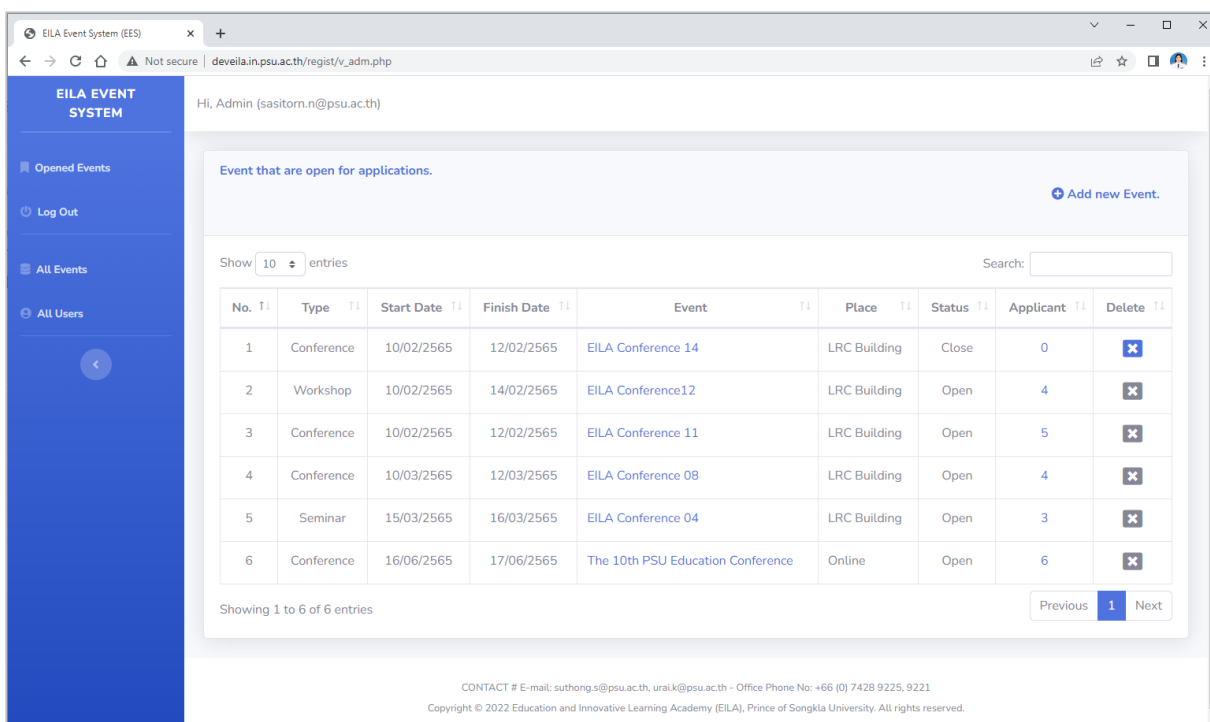 EILA Event System (EES)
Not secure | deveila.in.psu.ac.th/regist/v_adm.php
EILA EVENT
SYSTEM
Opened Events
Log Out
All Events
All Users
Hi, Admin (sasitorn.n@psu.ac.th)
Event that are open for applications.
Add new Event.
Show 10 entries Search:
No. Type Start Date Finish Date Event Place Status Applicant Delete
1 Conference 10/02/2565 12/02/2565 EILA Conference 14 LRC Building Close 0
2 Workshop 10/02/2565 14/02/2565 EILA Conference12 LRC Building Open 4
3 Conference 10/02/2565 12/02/2565 EILA Conference 11 LRC Building Open 5
4 Conference 10/03/2565 12/03/2565 EILA Conference 08 LRC Building Open 4
5 Seminar 15/03/2565 16/03/2565 EILA Conference 04 LRC Building Open 3
6 Conference 16/06/2565 17/06/2565 The 10th PSU Education Conference Online Open 6
Showing 1 to 6 of 6 entries Previous 1 Next
CONTACT # E-mail: suthong.s@psu.ac.th, urai.k@psu.ac.th - Office Phone No: +66 (0) 7428 9225, 9221
Copyright © 2022 Education and Innovative Learning Academy (EILA), Prince of Songkla University. All rights reserved.